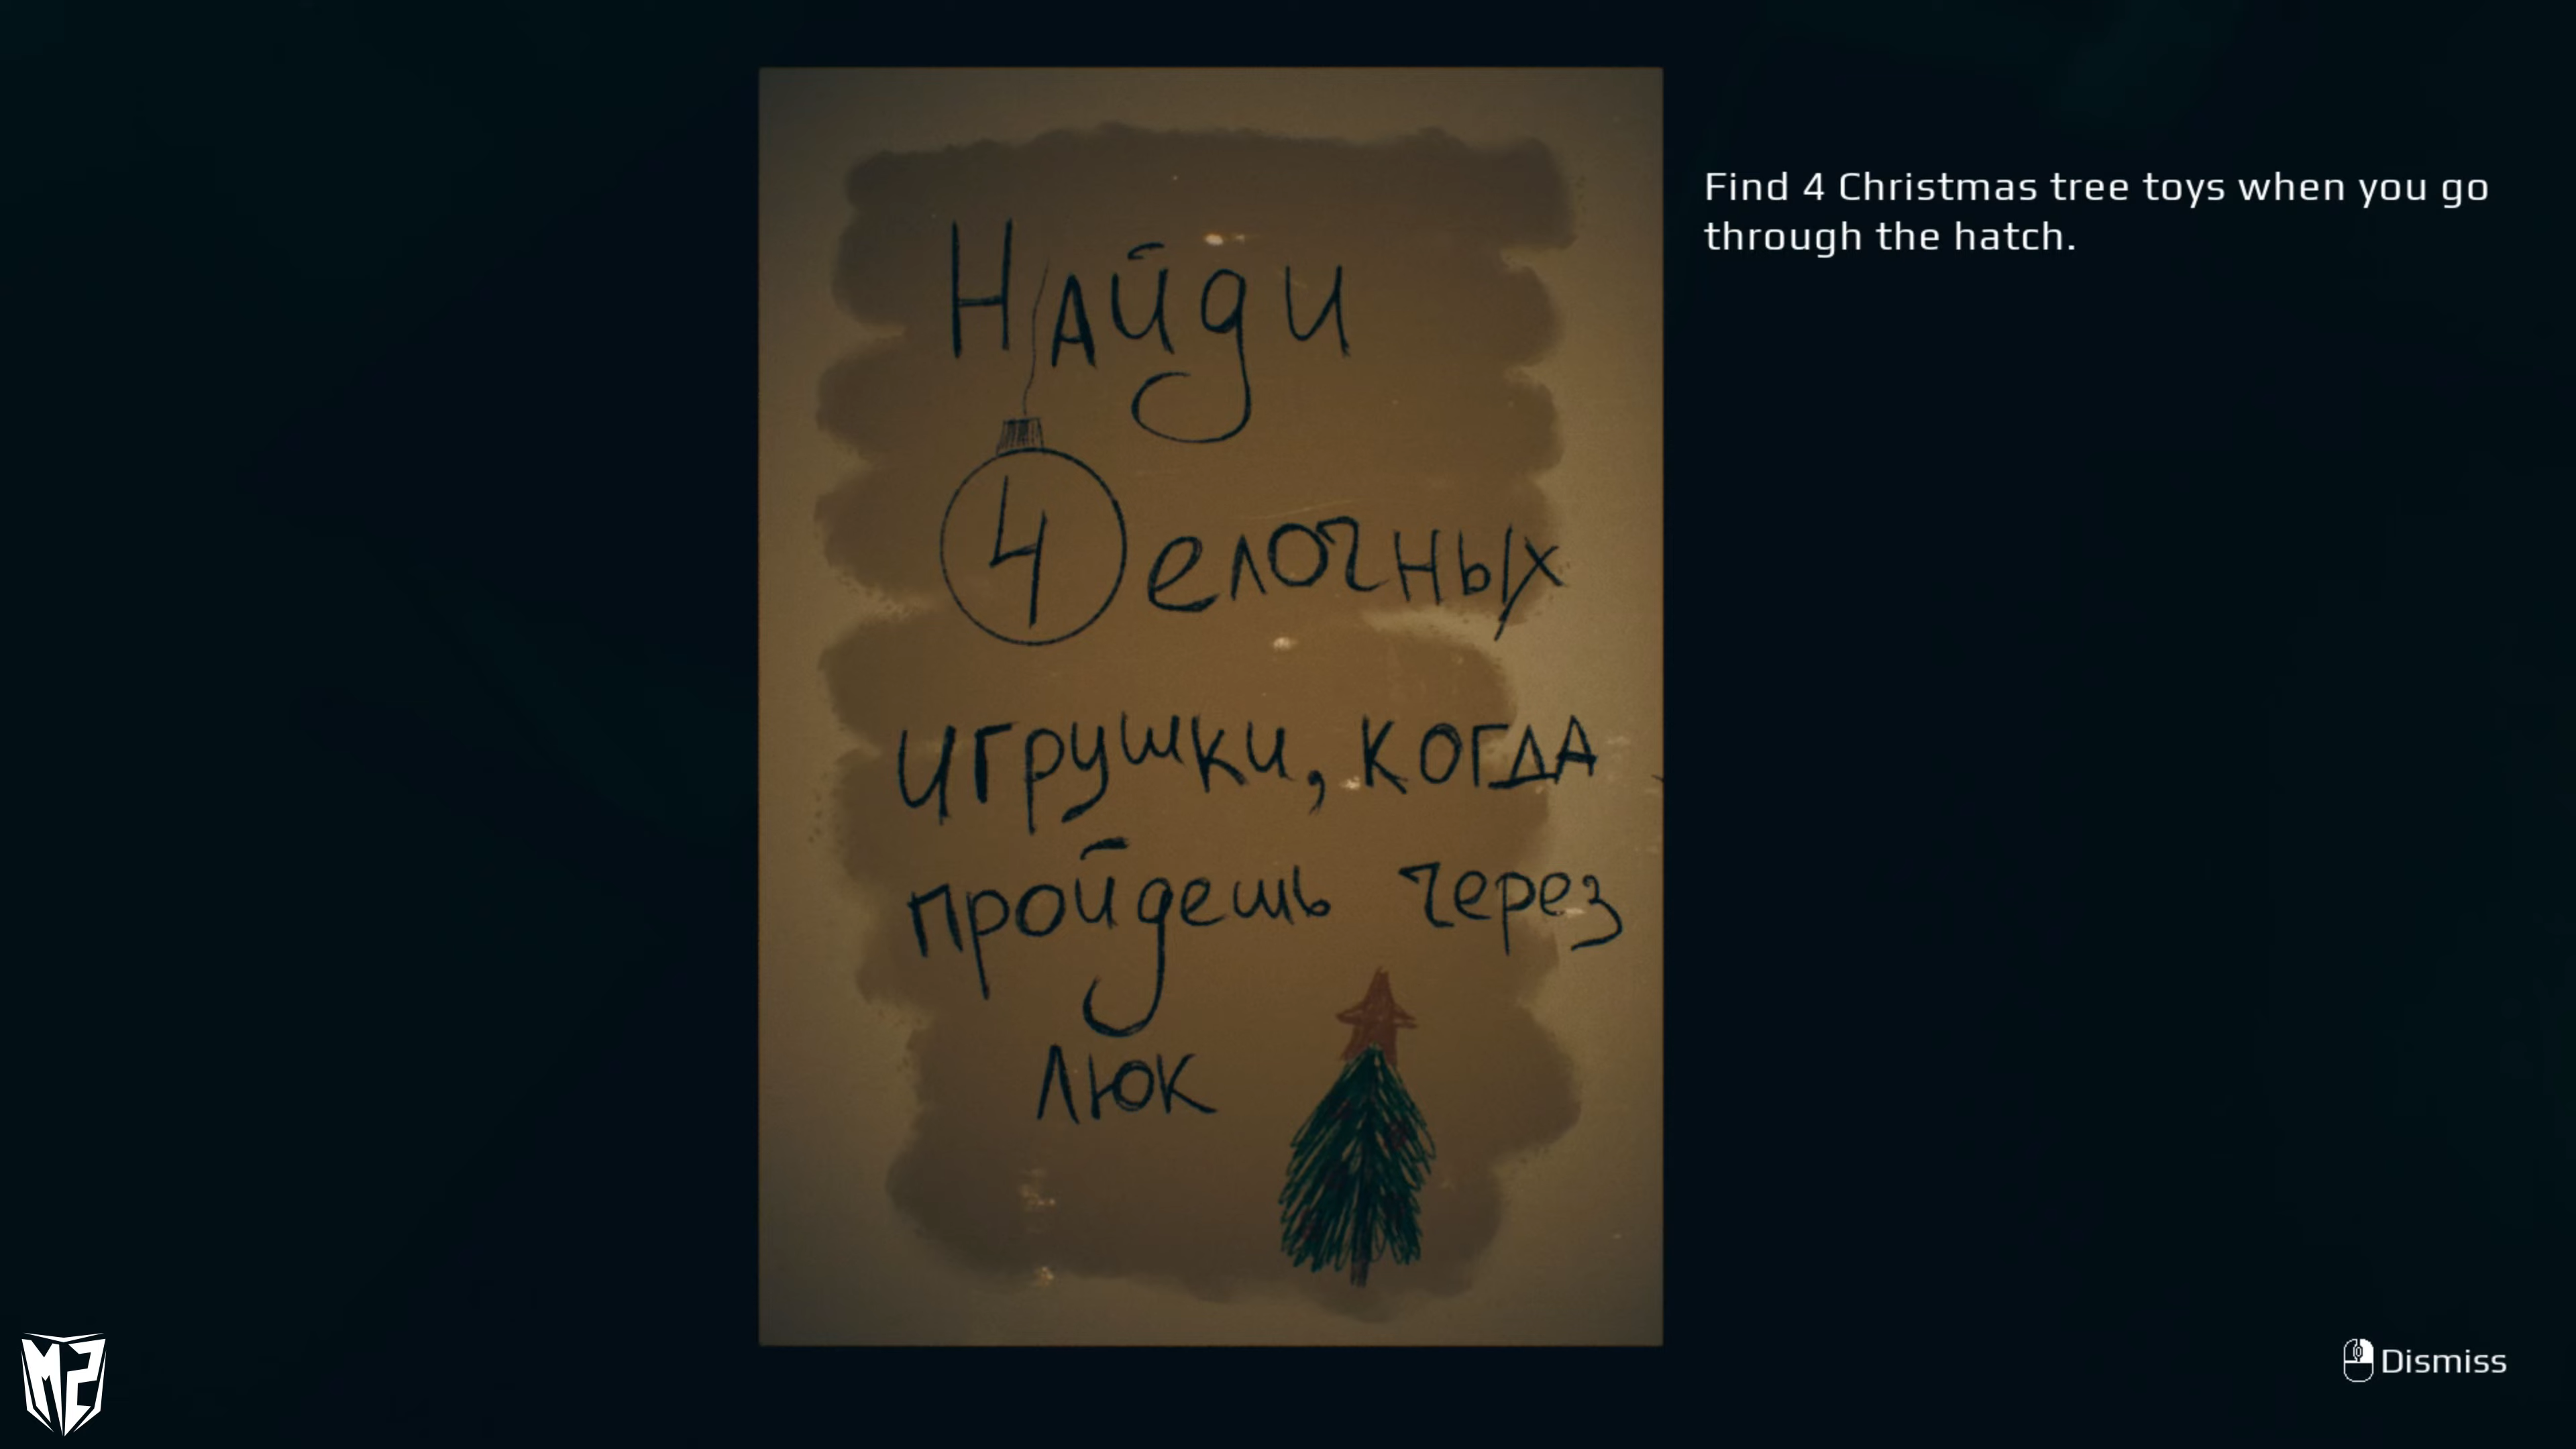 Найди
4 елочных
игрушки, когда
пройдешь через
люк
Find 4 Christmas tree toys when you go
through the hatch.
M2
Dismiss